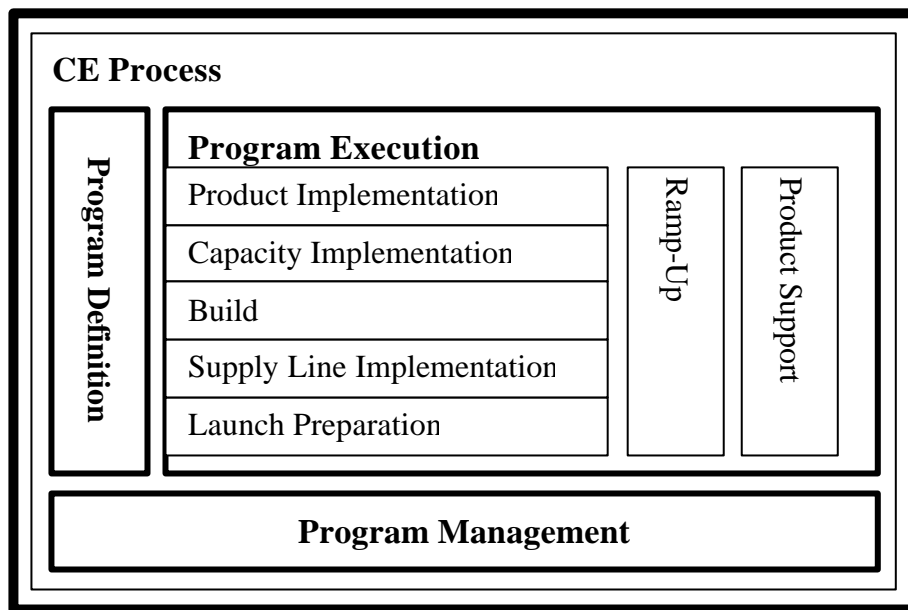 CE Process
Program Definition
Program Execution
Product Implementation
Capacity Implementation
Build
Supply Line Implementation
Launch Preparation
Ramp-Up
Product Support
Program Management